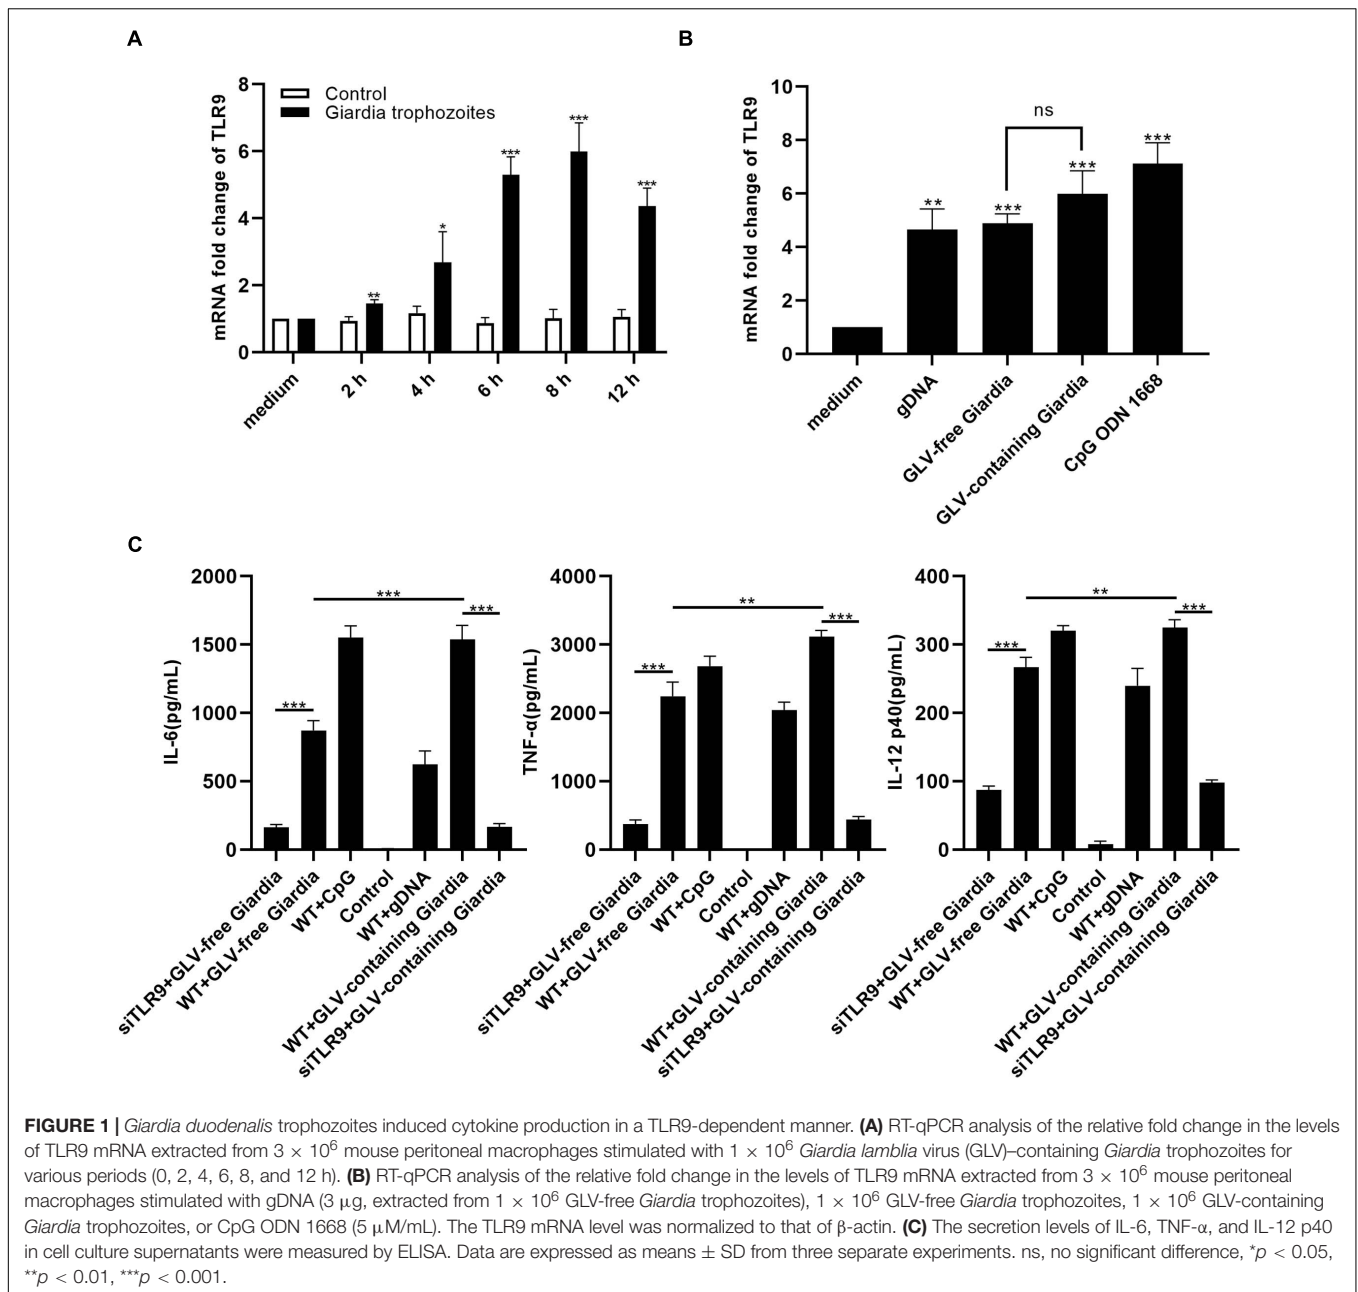 A
mRNA fold change of TLR9
8
6
4
2
0
Control
Giardia trophozoites
**
*
***
***
***
medium
2 h
4 h
6 h
8 h
12 h
B
mRNA fold change of TLR9
10
8
6
4
2
0
ns
**
***
***
***
medium
gDNA
GLV-free Giardia
GLV-containing Giardia
CpG ODN 1668
C
IL-6(pg/mL)
2000
1500
1000
500
0
***
***
***
siTLR9+GLV-free Giardia
WT+GLV-free Giardia
WT+CpG
Control
WT+gDNA
WT+GLV-containing Giardia
siTLR9+GLV-containing Giardia
TNF-α(pg/mL)
4000
3000
2000
1000
0
***
**
***
siTLR9+GLV-free Giardia
WT+GLV-free Giardia
WT+CpG
Control
WT+gDNA
WT+GLV-containing Giardia
siTLR9+GLV-containing Giardia
IL-12 p40(pg/mL)
400
300
200
100
0
***
**
***
siTLR9+GLV-free Giardia
WT+GLV-free Giardia
WT+CpG
Control
WT+gDNA
WT+GLV-containing Giardia
siTLR9+GLV-containing Giardia
FIGURE 1 | Giardia duodenalis trophozoites induced cytokine production in a TLR9-dependent manner. (A) RT-qPCR analysis of the relative fold change in the levels
of TLR9 mRNA extracted from 3 × 10⁶ mouse peritoneal macrophages stimulated with 1 × 10⁶ Giardia lamblia virus (GLV)–containing Giardia trophozoites for
various periods (0, 2, 4, 6, 8, and 12 h). (B) RT-qPCR analysis of the relative fold change in the levels of TLR9 mRNA extracted from 3 × 10⁶ mouse peritoneal
macrophages stimulated with gDNA (3 μg, extracted from 1 × 10⁶ GLV-free Giardia trophozoites), 1 × 10⁶ GLV-free Giardia trophozoites, 1 × 10⁶ GLV-containing
Giardia trophozoites, or CpG ODN 1668 (5 μM/mL). The TLR9 mRNA level was normalized to that of β-actin. (C) The secretion levels of IL-6, TNF-α, and IL-12 p40
in cell culture supernatants were measured by ELISA. Data are expressed as means ± SD from three separate experiments. ns, no significant difference, *p < 0.05,
**p < 0.01, ***p < 0.001.